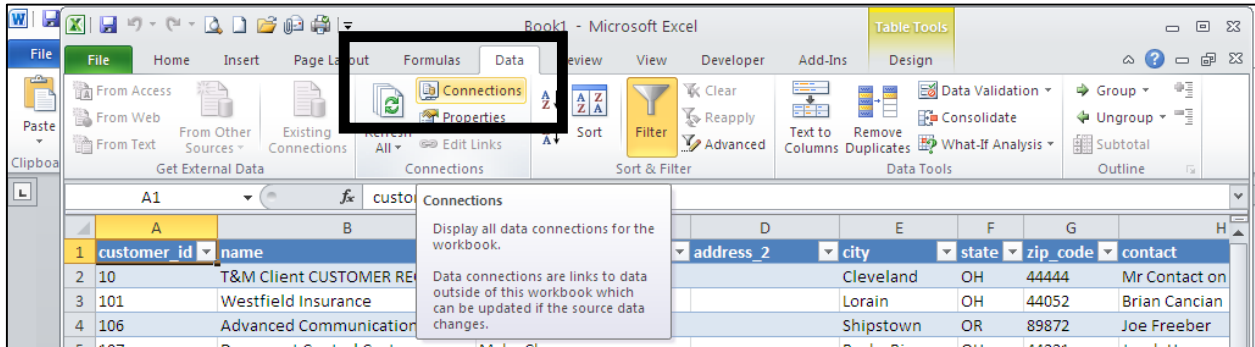 Book1 - Microsoft Excel
Table Tools
File
File Home Insert Page Layout Formulas Data Review View Developer Add-Ins Design
Paste
Clipboa
From Access
From Web
From Text
From Other
Sources
Existing
Connections
Get External Data
Refresh
All
Connections
Properties
Edit Links
Connections
Sort
Filter
Clear
Reapply
Advanced
Sort & Filter
Text to
Columns
Remove
Duplicates
Data Validation
Consolidate
What-If Analysis
Data Tools
Group
Ungroup
Subtotal
Outline
A1 fx custo
Connections
Display all data connections for the
workbook.
Data connections are links to data
outside of this workbook which
can be updated if the source data
changes.
A B D E F G H
1 customer_id name address_2 city state zip_code contact
2 10 T&M Client CUSTOMER RE Cleveland OH 44444 Mr Contact on
3 101 Westfield Insurance Lorain OH 44052 Brian Cancian
4 106 Advanced Communication Shipstown OR 89872 Joe Freeber